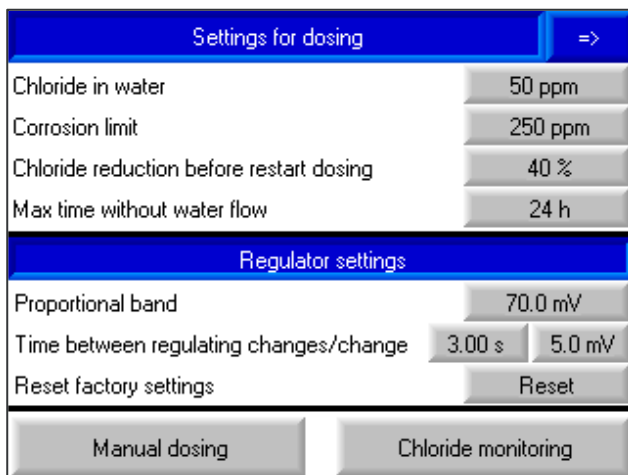 Settings for dosing =>
Chloride in water 50 ppm
Corrosion limit 250 ppm
Chloride reduction before restart dosing 40 %
Max time without water flow 24 h
Regulator settings
Proportional band 70.0 mV
Time between regulating changes/change 3.00 s 5.0 mV
Reset factory settings Reset
Manual dosing Chloride monitoring